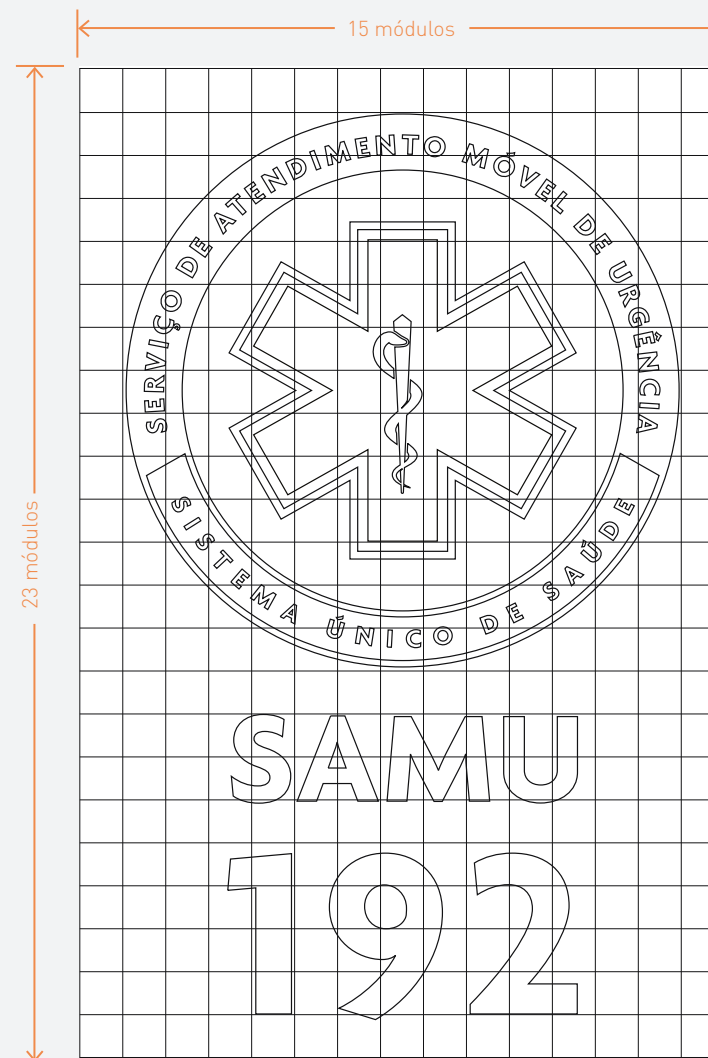 15 módulos
23 módulos
SERVIÇO DE ATENDIMENTO MÓVEL DE URGÊNCIA
SISTEMA ÚNICO DE SAÚDE
SAMU
192